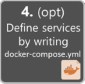 4. (opt)
Define services
by writing
docker-compose.yml